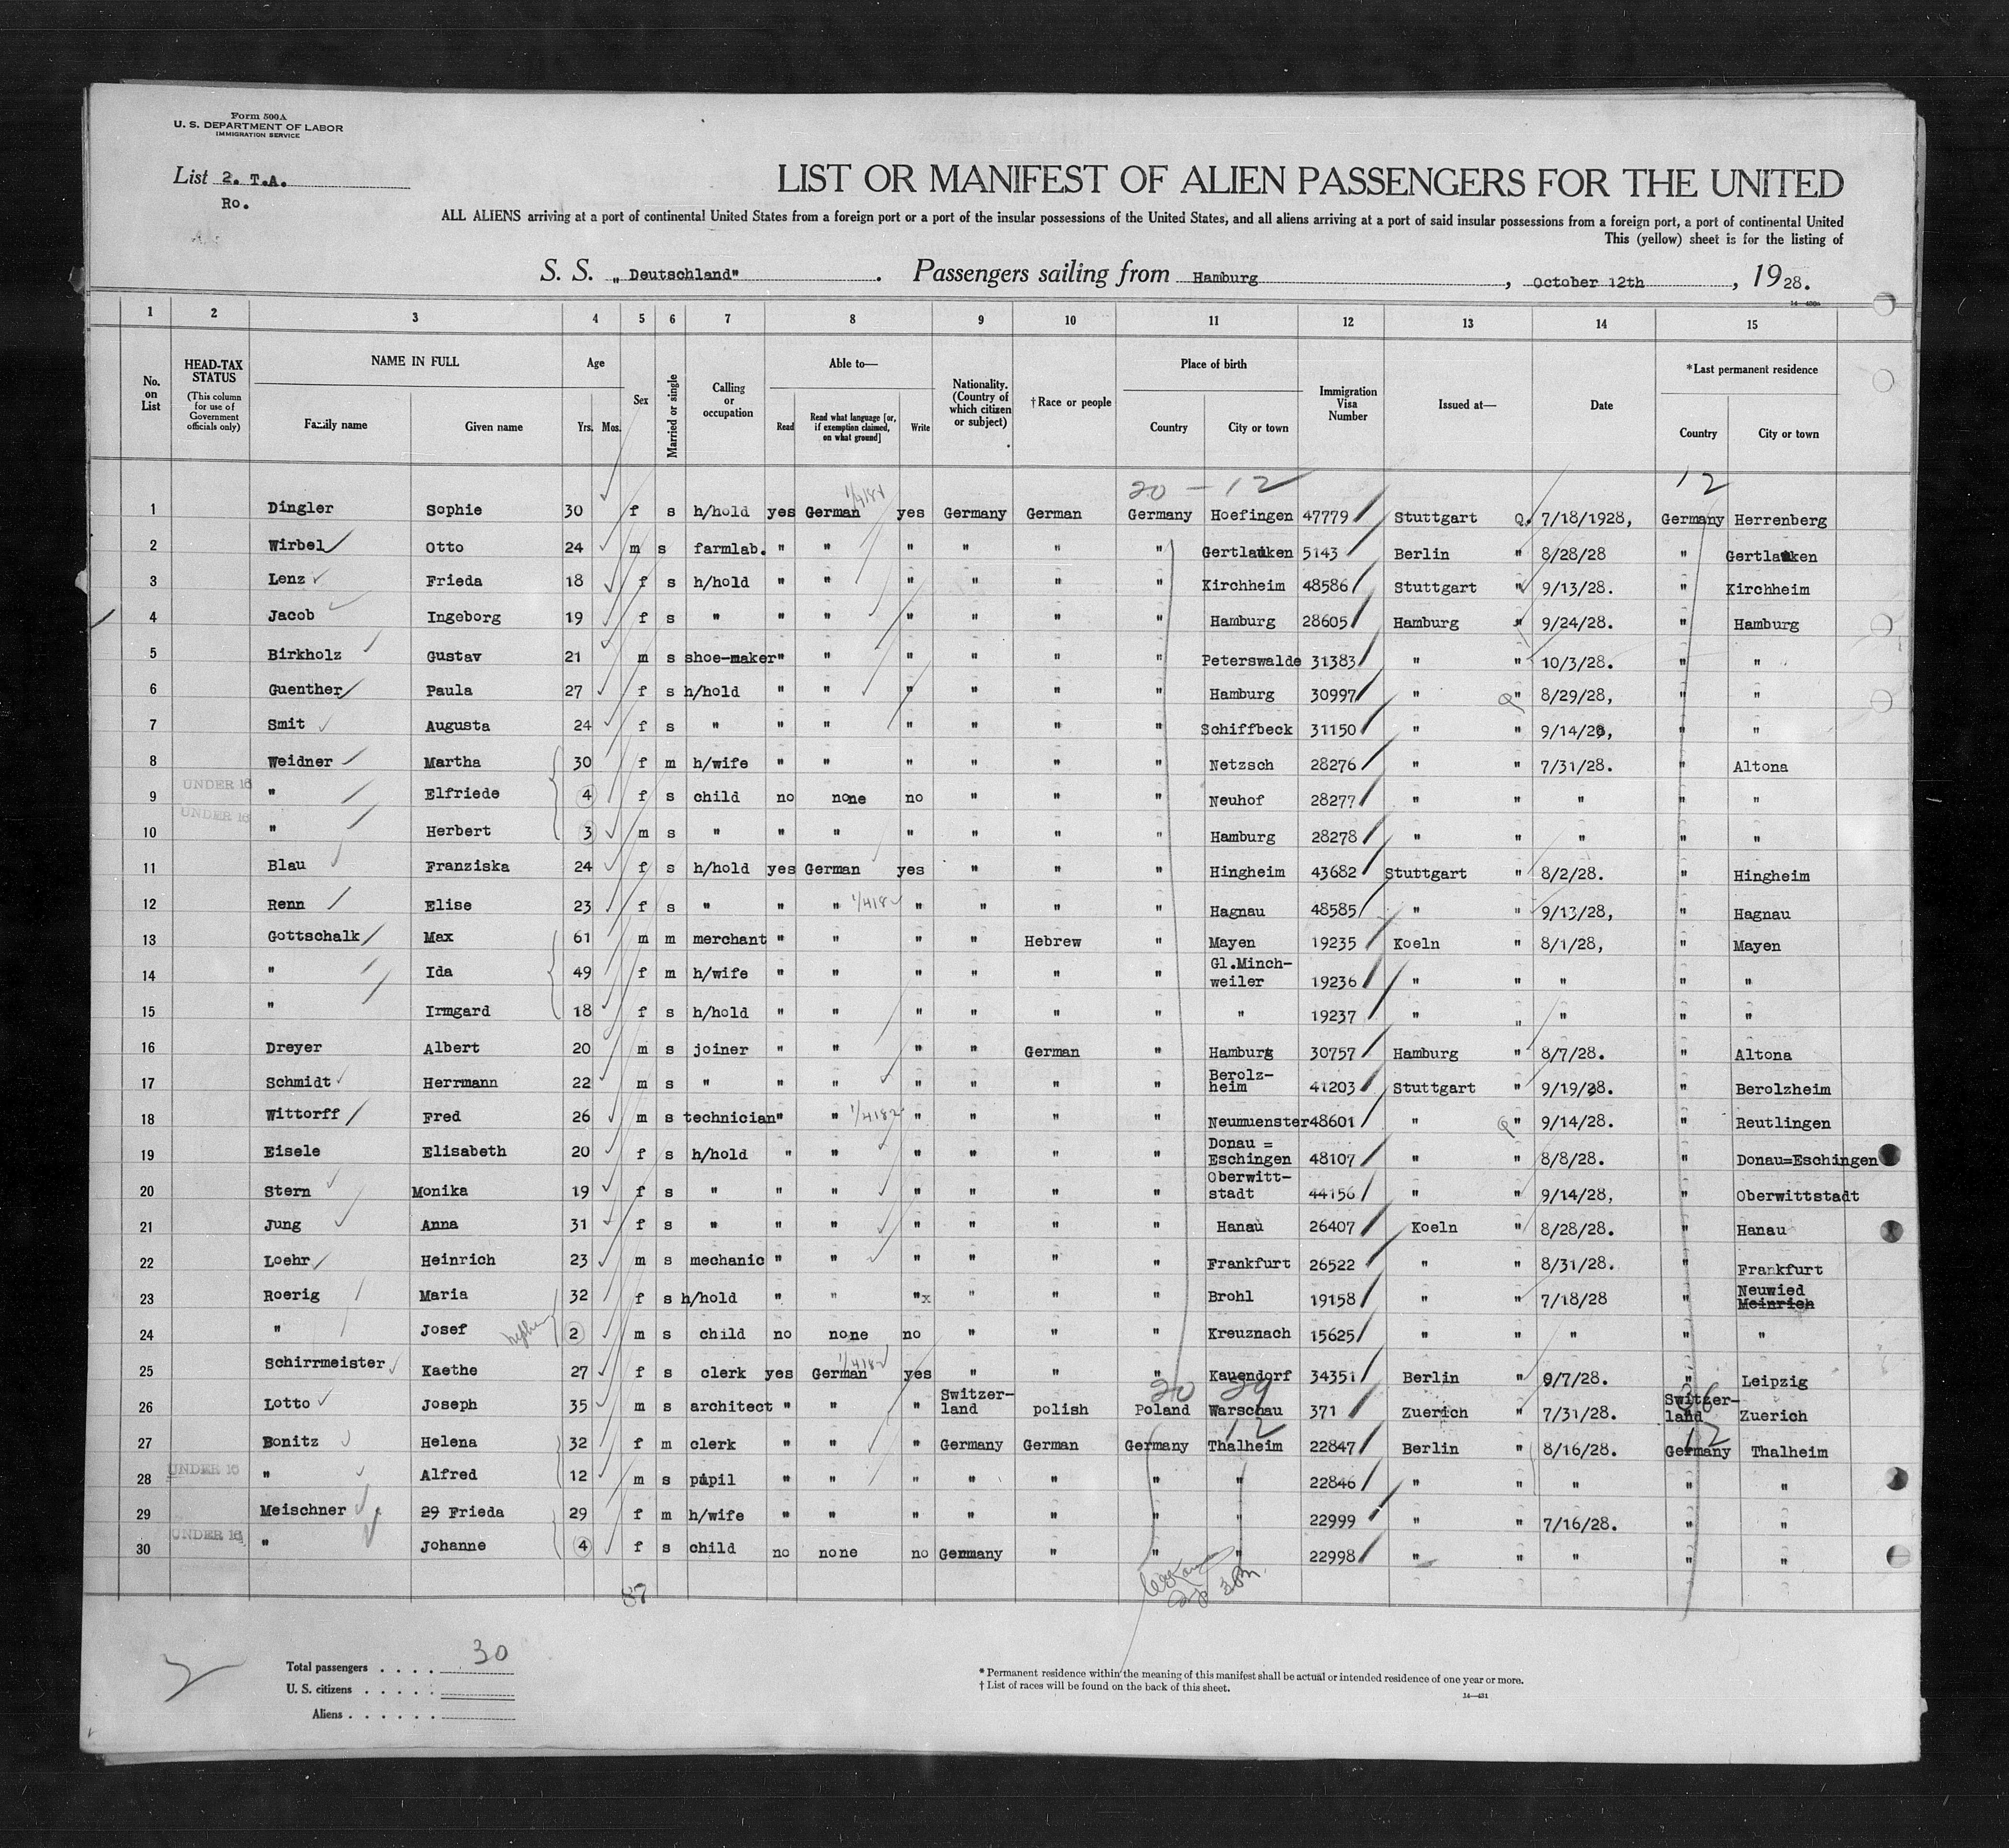 Form 500A
U. S. DEPARTMENT OF LABOR
IMMIGRATION SERVICE
List 2. T.A.
Ro.
LIST OR MANIFEST OF ALIEN PASSENGERS FOR THE UNITED
ALL ALIENS arriving at a port of continental United States from a foreign port or a port of the insular possessions of the United States, and all aliens arriving at a port of said insular possessions from a foreign port, a port of continental United
This (yellow) sheet is for the listing of
S. S. „ Deutschland" . Passengers sailing from Hamburg , October 12th , 1928.
1 2 3 4 5 6 7 8 9 10 11 12 13 14 15
No. on List HEAD-TAX STATUS (This column for use of Government officials only) NAME IN FULL Family name Given name Age Yrs. Mos. Sex Married or single Calling or occupation Able to— Read Read what language [or, if exemption claimed, on what ground] Write Nationality. (Country of which citizen or subject) †Race or people Place of birth Country City or town Immigration Visa Number Issued at— Date *Last permanent residence Country City or town
20 - 12 12
1 Dingler Sophie 30 f s h/hold yes German yes Germany German Germany Hoefingen 47779 Stuttgart Q. 7/18/1928, Germany Herrenberg
2 Wirbel Otto 24 m s farmlab. " " " " " " Gertlauken 5143 Berlin " 8/28/28 " Gertlauken
3 Lenz Frieda 18 f s h/hold " " " " " " Kirchheim 48586 Stuttgart " 9/13/28. " Kirchheim
4 Jacob Ingeborg 19 f s " " " " " " " Hamburg 28605 Hamburg " 9/24/28. " Hamburg
5 Birkholz Gustav 21 m s shoe-maker " " " " " " Peterswalde 31383 " " 10/3/28. " "
6 Guenther Paula 27 f s h/hold " " " " " " Hamburg 30997 " Q" 8/29/28, " "
7 Smit Augusta 24 f s " " " " " " " Schiffbeck 31150 " " 9/14/28, " "
8 Weidner Martha 30 f m h/wife " " " " " " Netzsch 28276 " " 7/31/28. " Altona
9 UNDER 16 " Elfriede 4 f s child no none no " " " Neuhof 28277 " " " " "
10 UNDER 16 " Herbert 3 m s " " " " " " " Hamburg 28278 " " " " "
11 Blau Franziska 24 f s h/hold yes German yes " " " Hingheim 43682 Stuttgart " 8/2/28. " Hingheim
12 Renn Elise 23 f s " " " " " " " Hagnau 48585 " " 9/13/28, " Hagnau
13 Gottschalk Max 61 m m merchant " " " " Hebrew " Mayen 19235 Koeln " 8/1/28, " Mayen
14 " Ida 49 f m h/wife " " " " " " Gl.Minch-weiler 19236 " " " " "
15 " Irmgard 18 f s h/hold " " " " " " " 19237 " " " " "
16 Dreyer Albert 20 m s joiner " " " " German " Hamburg 30757 Hamburg " 8/7/28. " Altona
17 Schmidt Herrmann 22 m s " " " " " " " Berolz-heim 41203 Stuttgart " 9/19/28. " Berolzheim
18 Wittorff Fred 26 m s technician " " " " " " Neumuenster 48601 " Q" 9/14/28. " Reutlingen
19 Eisele Elisabeth 20 f s h/hold " " " " " " Donau = Eschingen 48107 " " 8/8/28. " Donau=Eschingen
20 Stern Monika 19 f s " " " " " " " Oberwitt-stadt 44156 " " 9/14/28, " Oberwittstadt
21 Jung Anna 31 f s " " " " " " " Hanau 26407 Koeln " 8/28/28. " Hanau
22 Loehr Heinrich 23 m s mechanic " " " " " " Frankfurt 26522 " " 8/31/28. " Frankfurt
23 Roerig Maria 32 f s h/hold " " "x " " " Brohl 19158 " " 7/18/28 " Neuwied Meinrich
24 " Josef 2 m s child no none no " " " Kreuznach 15625 " " " " "
25 Schirrmeister Kaethe 27 f s clerk yes German yes " " " Kauendorf 34351 Berlin " 9/7/28. " Leipzig
20 29 36
26 Lotto Joseph 35 m s architect " " " Switzer-land polish Poland Warschau 371 Zuerich " 7/31/28. Switzer-land Zuerich
12 12
27 Bonitz Helena 32 f m clerk " " " Germany German Germany Thalheim 22847 Berlin " 8/16/28. Germany Thalheim
28 UNDER 16 " Alfred 12 m s pupil " " " " " " " 22846 " " " " "
29 Meischner 29 Frieda 29 f m h/wife " " " " " " " 22999 " " 7/16/28. " "
30 UNDER 16 " Johanne 4 f s child no none no Germany " " " 22998 " " " " "
87
Total passengers . . . . 30
U. S. citizens . . . . .
Aliens . . . . . .
* Permanent residence within the meaning of this manifest shall be actual or intended residence of one year or more.
† List of races will be found on the back of this sheet.
14—431